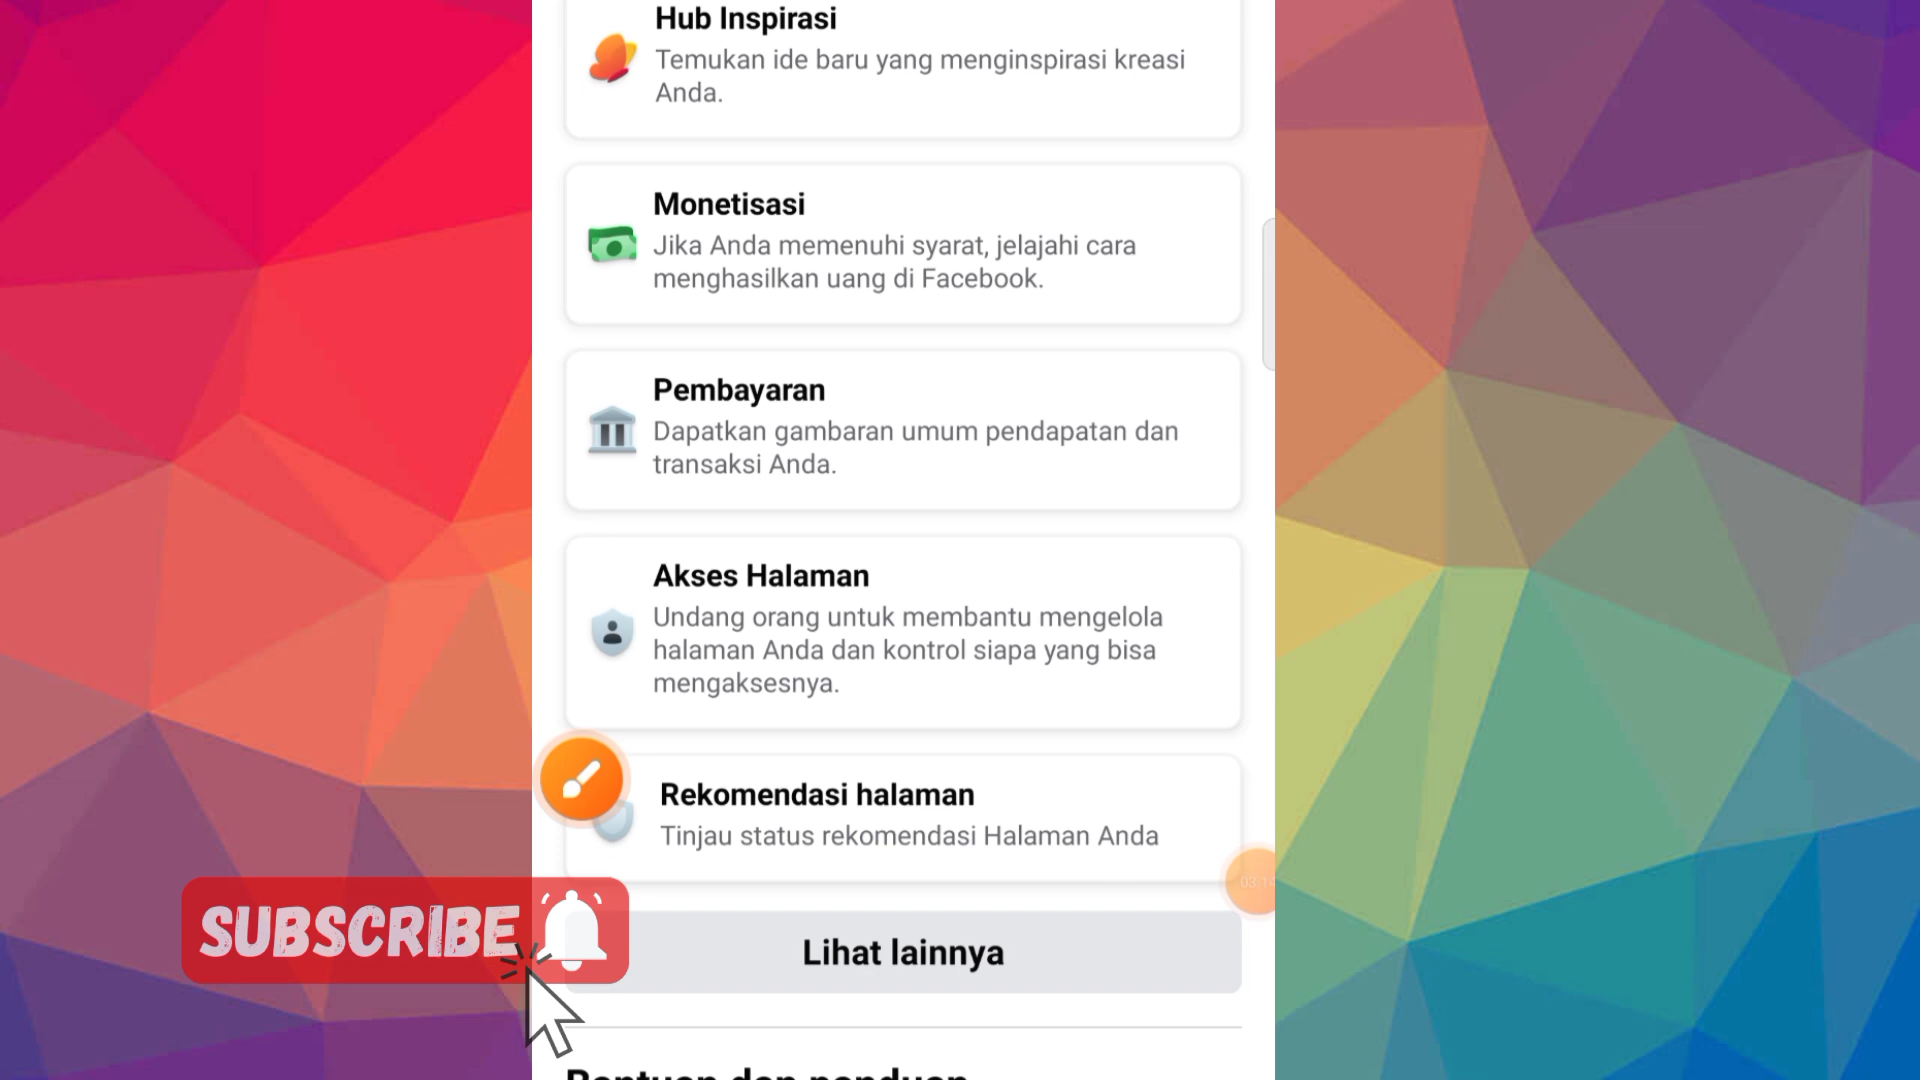 Hub Inspirasi
Temukan ide baru yang menginspirasi kreasi
Anda.
Monetisasi
Jika Anda memenuhi syarat, jelajahi cara
menghasilkan uang di Facebook.
Pembayaran
Dapatkan gambaran umum pendapatan dan
transaksi Anda.
Akses Halaman
Undang orang untuk membantu mengelola
halaman Anda dan kontrol siapa yang bisa
mengaksesnya.
Rekomendasi halaman
Tinjau status rekomendasi Halaman Anda
SUBSCRIBE
Lihat lainnya
Bantuan dan panduan